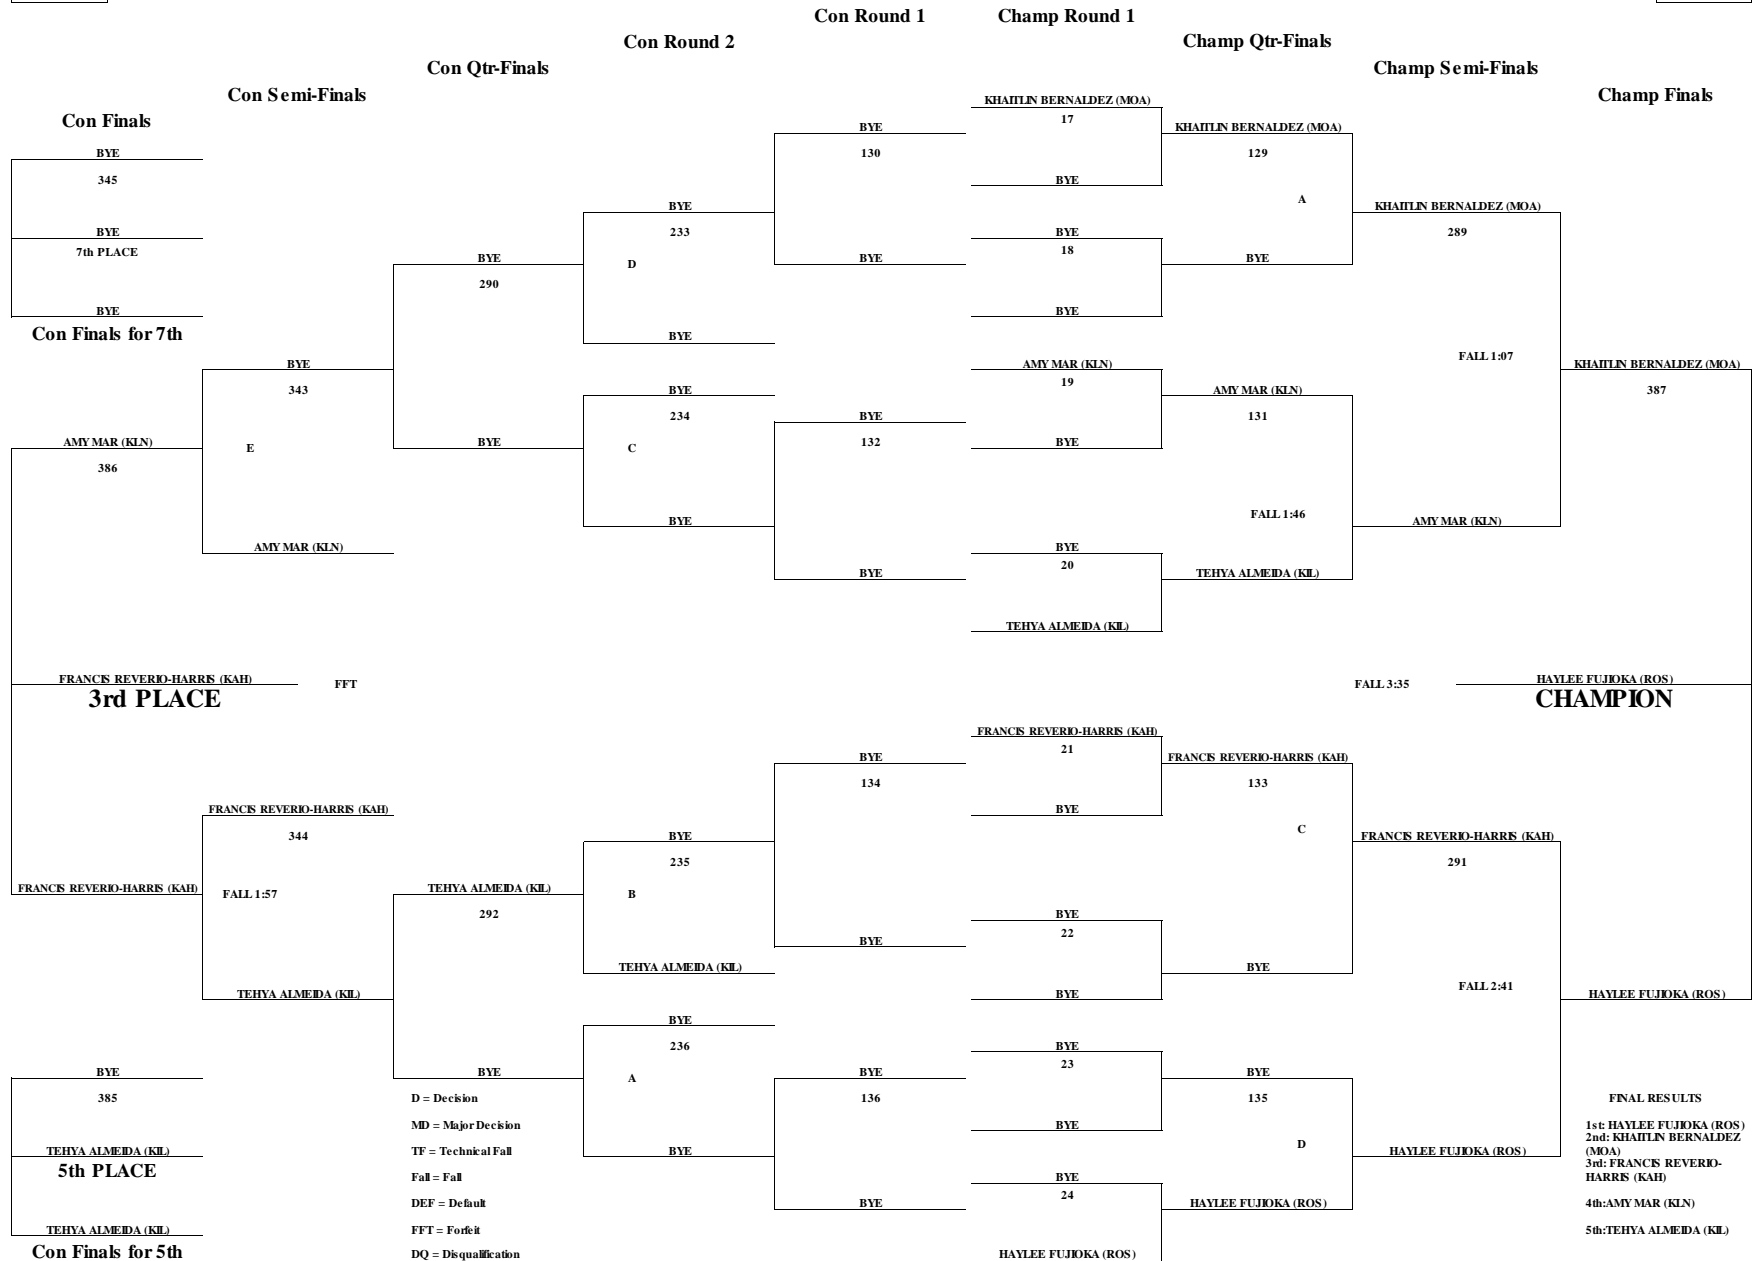 Con Round 1 Champ Round 1
Con Round 2 Champ Qtr-Finals
Con Qtr-Finals Champ Semi-Finals
Con Semi-Finals Champ Finals
Con Finals
KHAITLIN BERNALDEZ (MOA)
17
BYE KHAITLIN BERNALDEZ (MOA)
BYE 130 129
345 BYE
A
BYE KHAITLIN BERNALDEZ (MOA)
BYE 233 BYE 289
7th PLACE 18
BYE D BYE BYE
290
BYE BYE
Con Finals for 7th
BYE
FALL 1:07
BYE AMY MAR (KLN) KHAITLIN BERNALDEZ (MOA)
343 19 387
BYE AMY MAR (KLN)
234 BYE 131
AMY MAR (KLN) E BYE C 132 BYE
386
FALL 1:46
BYE AMY MAR (KLN)
AMY MAR (KLN) BYE
20
BYE TEHYA ALMEIDA (KIL)
TEHYA ALMEIDA (KIL)
FRANCIS REVERIO-HARRIS (KAH) FFT FALL 3:35 HAYLEE FUJIOKA (ROS)
3rd PLACE CHAMPION
FRANCIS REVERIO-HARRIS (KAH)
21
BYE FRANCIS REVERIO-HARRIS (KAH)
134 133
FRANCIS REVERIO-HARRIS (KAH) BYE
344 BYE C FRANCIS REVERIO-HARRIS (KAH)
235 291
FRANCIS REVERIO-HARRIS (KAH) FALL 1:57 TEHYA ALMEIDA (KIL) B
292 BYE
22
BYE
TEHYA ALMEIDA (KIL) BYE
FALL 2:41
TEHYA ALMEIDA (KIL) BYE HAYLEE FUJIOKA (ROS)
BYE
236 BYE
23
BYE BYE A BYE
385 D = Decision 136 135 FINAL RESULTS
MD = Major Decision BYE 1st: HAYLEE FUJIOKA (ROS)
D 2nd: KHAITLIN BERNALDEZ
TEHYA ALMEIDA (KIL) TF = Technical Fall BYE HAYLEE FUJIOKA (ROS) (MOA)
5th PLACE 3rd: FRANCIS REVERIO-
Fall = Fall BYE HARRIS (KAH)
24
DEF = Default BYE HAYLEE FUJIOKA (ROS) 4th:AMY MAR (KLN)
TEHYA ALMEIDA (KIL) FFT = Forfeit 5th:TEHYA ALMEIDA (KIL)
Con Finals for 5th DQ = Disqualification HAYLEE FUJIOKA (ROS)